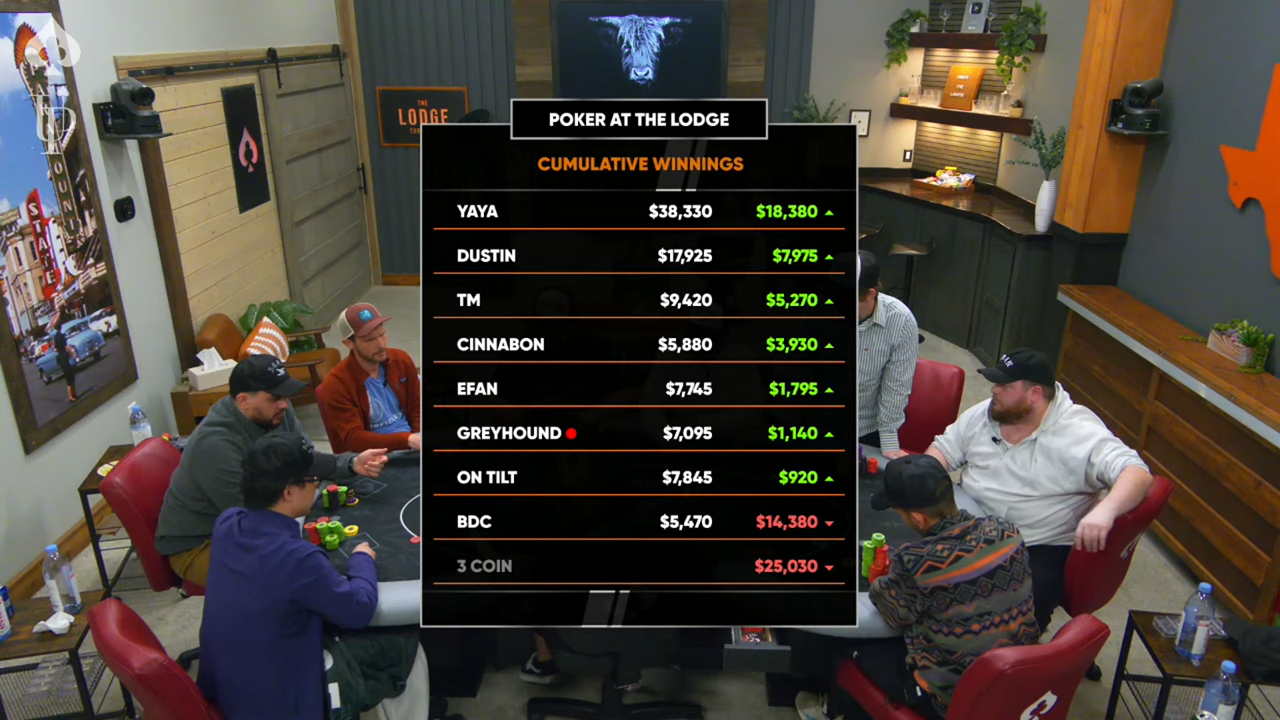 THE
LODGE
POKER AT THE LODGE
CUMULATIVE WINNINGS
YAYA $38,330 $18,380
DUSTIN $17,925 $7,975
TM $9,420 $5,270
CINNABON $5,880 $3,930
EFAN $7,745 $1,795
GREYHOUND $7,095 $1,140
ON TILT $7,845 $920
BDC $5,470 $14,380
3 COIN $25,030
STATE